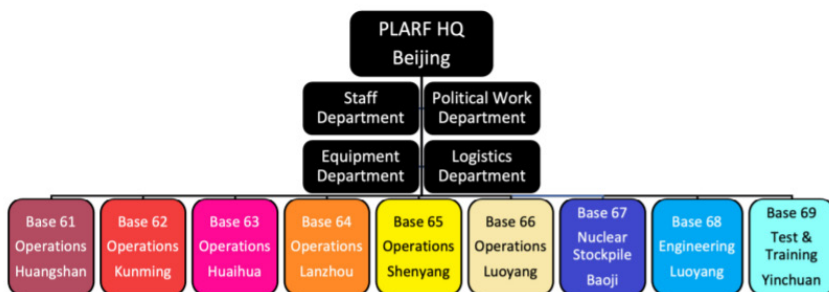 PLARF HQ
Beijing
Staff
Department
Political Work
Department
Equipment
Department
Logistics
Department
Base 61
Operations
Huangshan
Base 62
Operations
Kunming
Base 63
Operations
Huaihua
Base 64
Operations
Lanzhou
Base 65
Operations
Shenyang
Base 66
Operations
Luoyang
Base 67
Nuclear
Stockpile
Baoji
Base 68
Engineering
Luoyang
Base 69
Test &
Training
Yinchuan